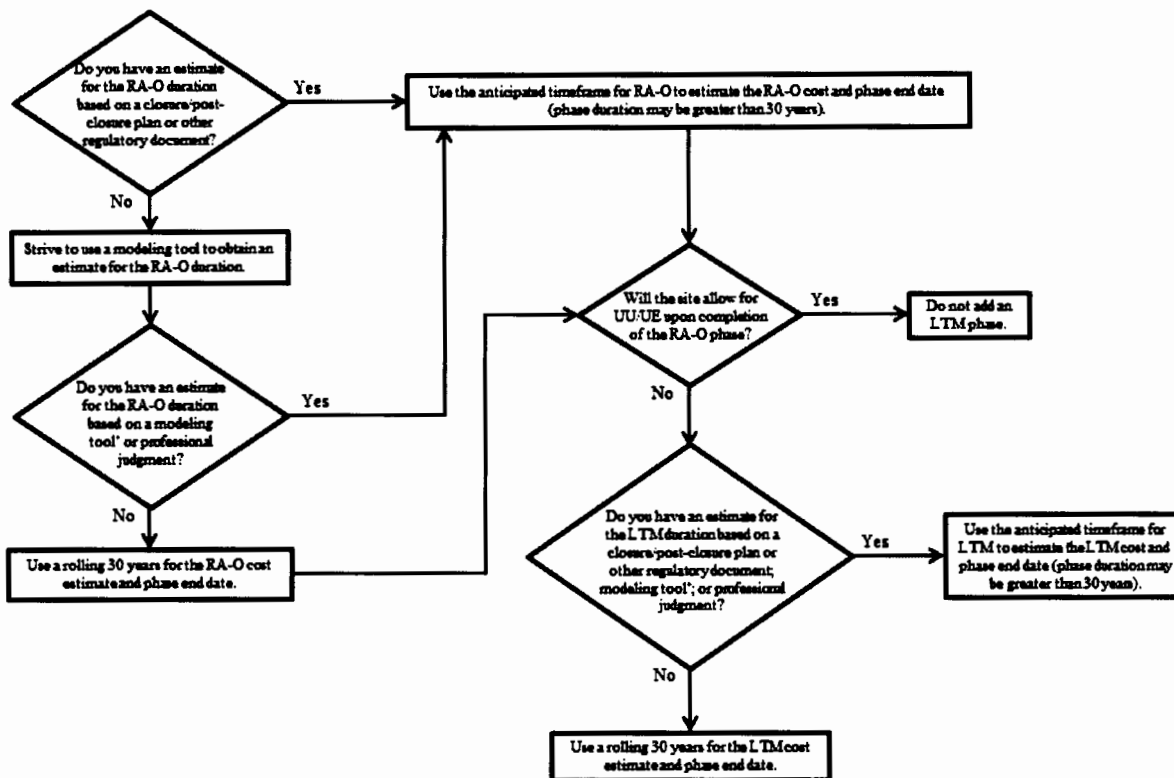 Do you have an estimate
for the RA-O duration
based on a closure/post-
closure plan or other
regulatory document?
Yes
Use the anticipated timeframe for RA-O to estimate the RA-O cost and phase end date
(phase duration may be greater than 30 years).
No
Strive to use a modeling tool to obtain an
estimate for the RA-O duration.
Will the site allow for
UU/UE upon completion
of the RA-O phase?
Yes
Do not add an
LTM phase.
Do you have an estimate
for the RA-O duration
based on a modeling
tool* or professional
judgment?
Yes
No
No
Use a rolling 30 years for the RA-O cost
estimate and phase end date.
Do you have an estimate for
the LTM duration based on a
closure/post-closure plan or
other regulatory document;
modeling tool*; or professional
judgment?
Yes
Use the anticipated timeframe for
LTM to estimate the LTM cost and
phase end date (phase duration may
be greater than 30 years).
No
Use a rolling 30 years for the LTM cost
estimate and phase end date.